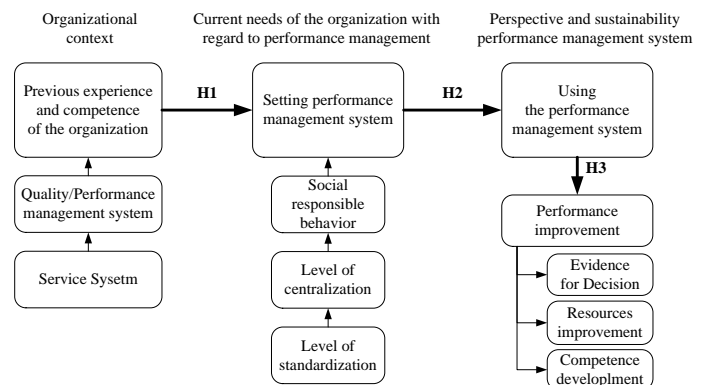 Organizational
context
Current needs of the organization with
regard to performance management
Perspective and sustainability
performance management system
Previous experience
and competence
of the organization
H1
Setting performance
management system
H2
Using
the performance
management system
H3
Quality/Performance
management system
Social
responsible
behavior
Performance
improvement
Service Sysetm
Level of
centralization
Evidence
for Decision
Resources
improvement
Level of
standardization
Competence
developlment